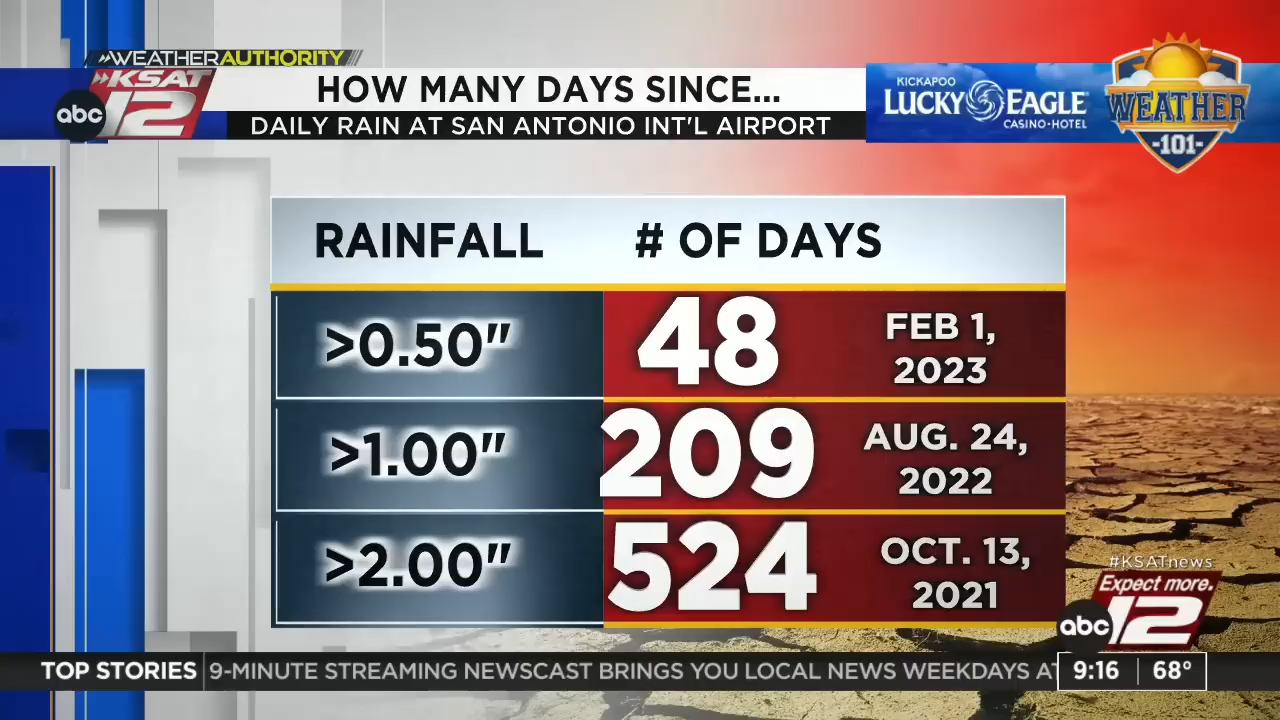 WEATHERAUTHORITY
KSAT
abc 12
HOW MANY DAYS SINCE...
DAILY RAIN AT SAN ANTONIO INT'L AIRPORT
KICKAPOO
LUCKY EAGLE
CASINO•HOTEL
WEATHER
-101-
RAINFALL # OF DAYS
>0.50" 48 FEB 1,
2023
>1.00" 209 AUG. 24,
2022
>2.00" 524 OCT. 13,
2021
#KSATnews
Expect more.
abc 12
TOP STORIES 9-MINUTE STREAMING NEWSCAST BRINGS YOU LOCAL NEWS WEEKDAYS AT 9:16 68°